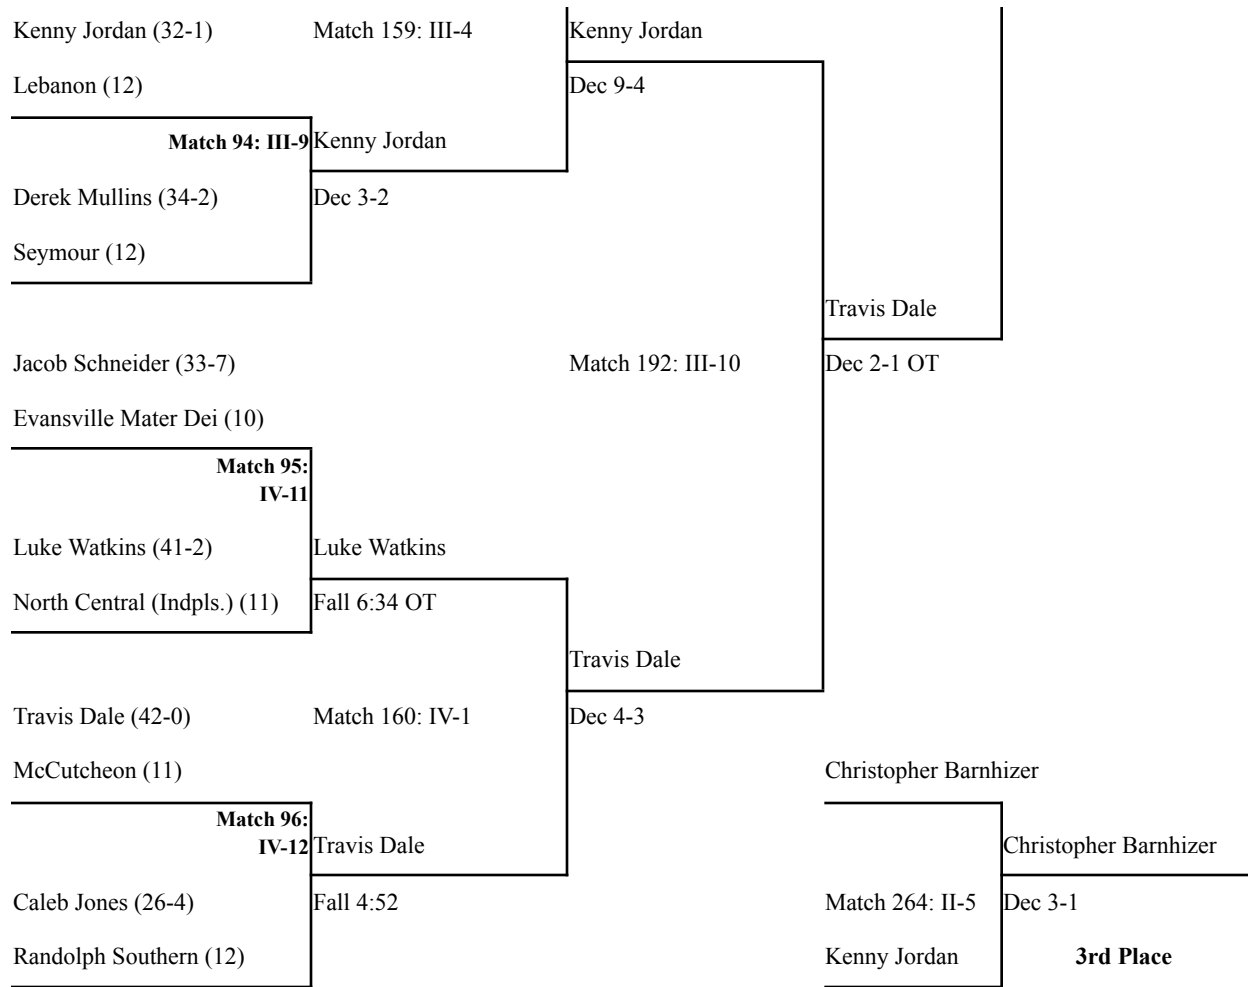 Kenny Jordan (32-1) Match 159: III-4 Kenny Jordan
Lebanon (12) Dec 9-4
Match 94: III-9 Kenny Jordan
Derek Mullins (34-2) Dec 3-2
Seymour (12)
Travis Dale
Jacob Schneider (33-7) Match 192: III-10 Dec 2-1 OT
Evansville Mater Dei (10)
Match 95:
IV-11
Luke Watkins (41-2) Luke Watkins
North Central (Indpls.) (11) Fall 6:34 OT
Travis Dale
Travis Dale (42-0) Match 160: IV-1 Dec 4-3
McCutcheon (11) Christopher Barnhizer
Match 96:
IV-12 Travis Dale Christopher Barnhizer
Caleb Jones (26-4) Fall 4:52 Match 264: II-5 Dec 3-1
Randolph Southern (12) Kenny Jordan 3rd Place